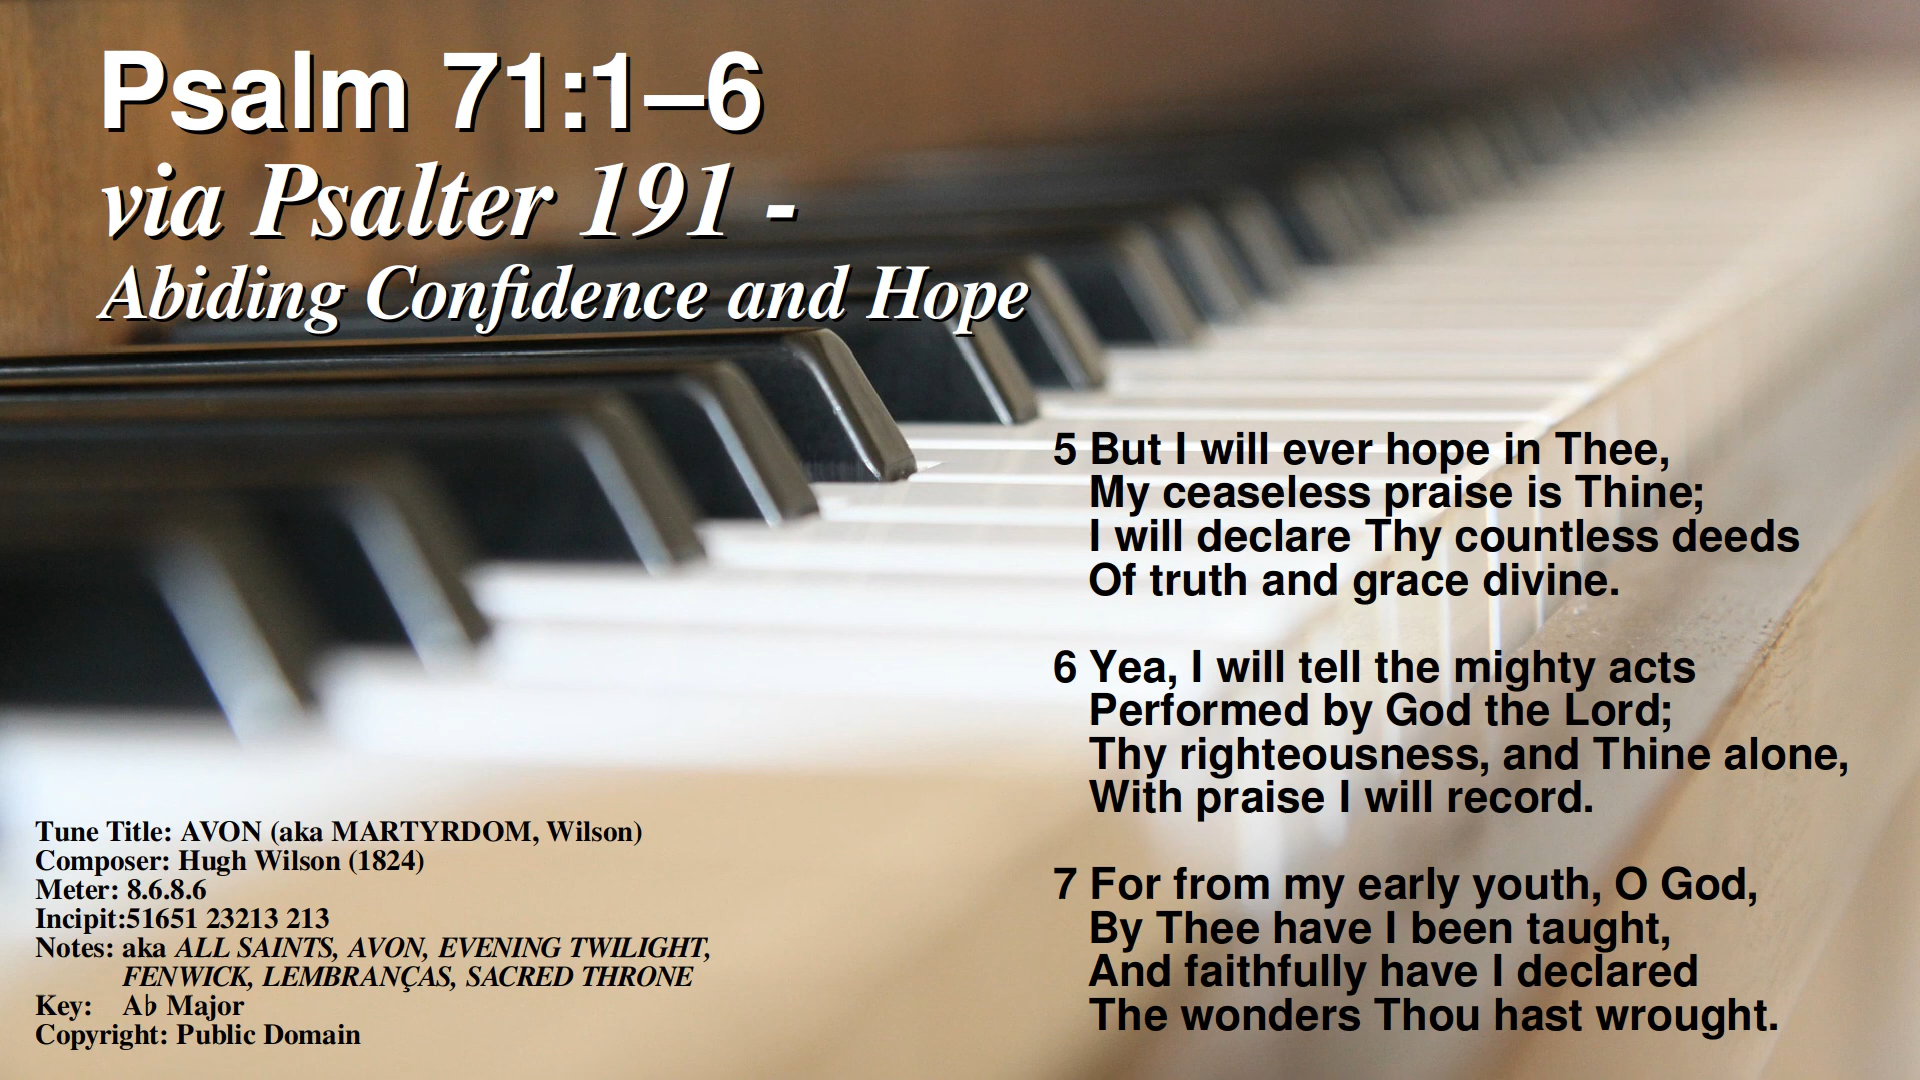 Psalm 71:1–6
via Psalter 191 -
Abiding Confidence and Hope
5 But I will ever hope in Thee,
My ceaseless praise is Thine;
I will declare Thy countless deeds
Of truth and grace divine.
6 Yea, I will tell the mighty acts
Performed by God the Lord;
Thy righteousness, and Thine alone,
With praise I will record.
7 For from my early youth, O God,
By Thee have I been taught,
And faithfully have I declared
The wonders Thou hast wrought.
Tune Title: AVON (aka MARTYRDOM, Wilson)
Composer: Hugh Wilson (1824)
Meter: 8.6.8.6
Incipit:51651 23213 213
Notes: aka ALL SAINTS, AVON, EVENING TWILIGHT,
FENWICK, LEMBRANÇAS, SACRED THRONE
Key: A♭ Major
Copyright: Public Domain